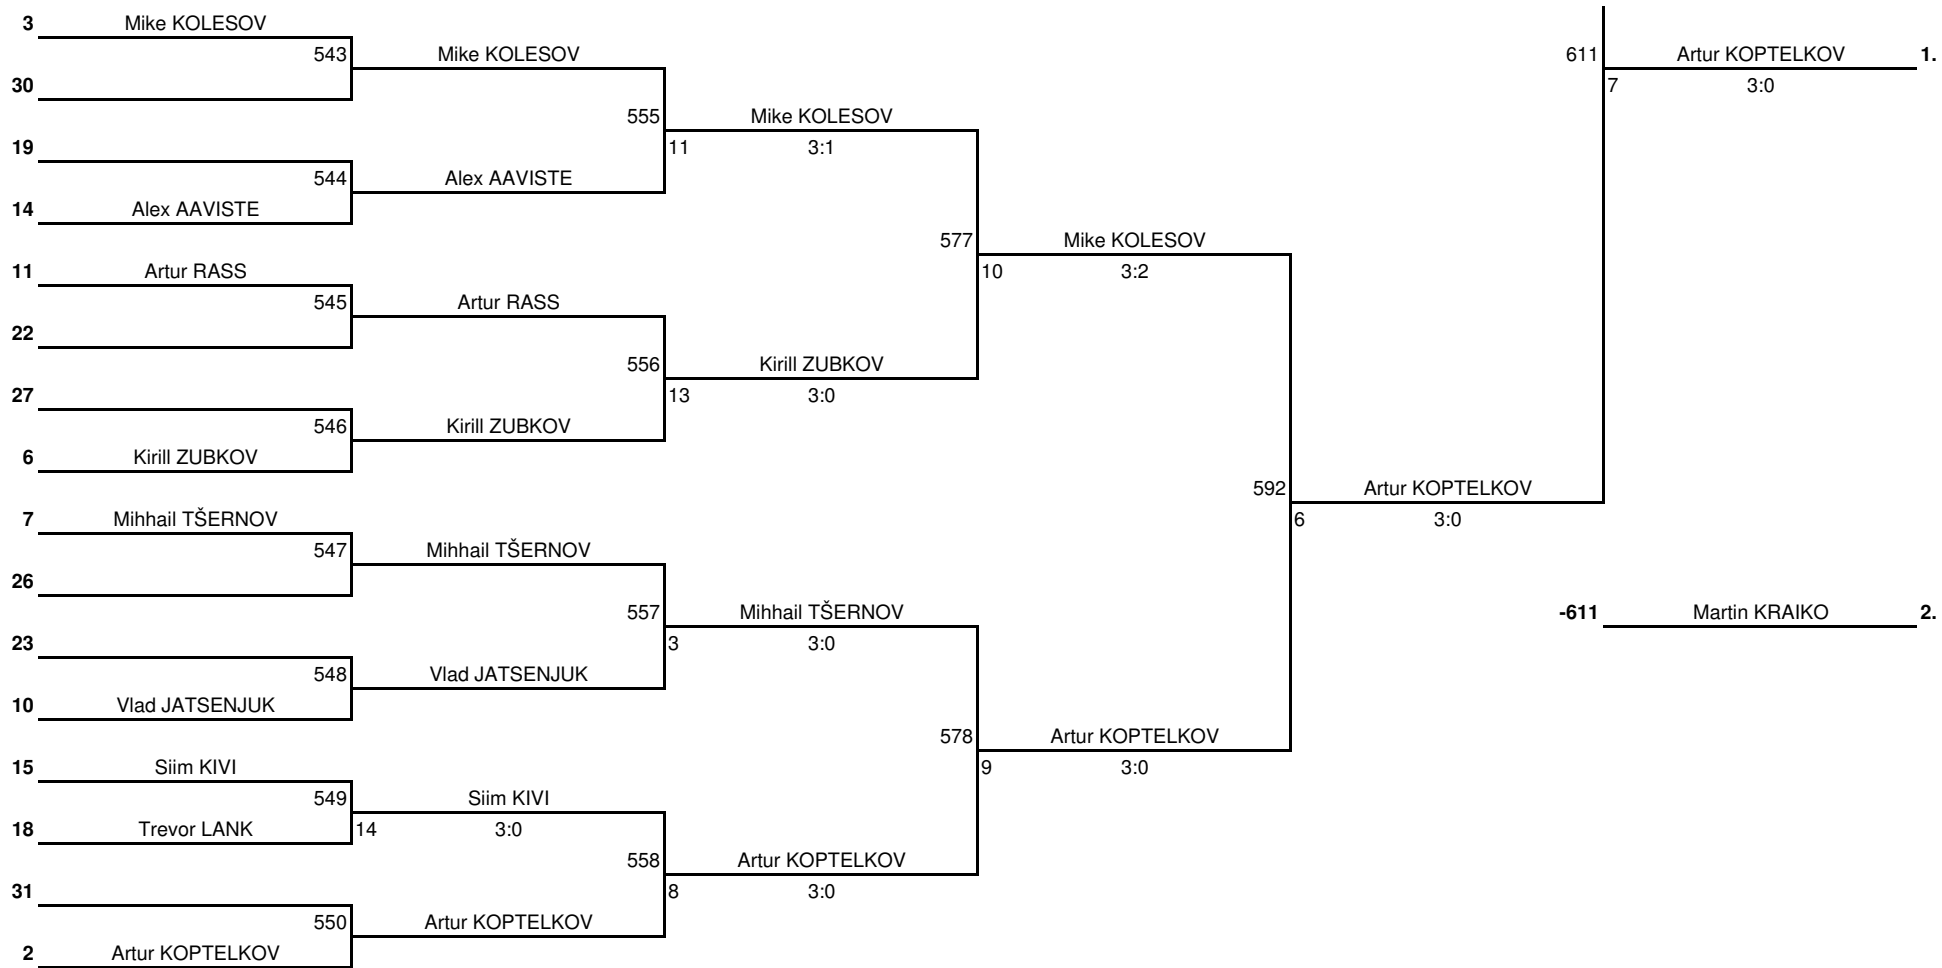 3 Mike KOLESOV
543 Mike KOLESOV
611 Artur KOPTELKOV 1.
30
7 3:0
555 Mike KOLESOV
19
11 3:1
544 Alex AAVISTE
14 Alex AAVISTE
577 Mike KOLESOV
11 Artur RASS
10 3:2
545 Artur RASS
22
556 Kirill ZUBKOV
27
13 3:0
546 Kirill ZUBKOV
6 Kirill ZUBKOV
592 Artur KOPTELKOV
7 Mihhail TŠERNOV
6 3:0
547 Mihhail TŠERNOV
26
557 Mihhail TŠERNOV
-611 Martin KRAIKO 2.
23
3 3:0
548 Vlad JATSENJUK
10 Vlad JATSENJUK
578 Artur KOPTELKOV
15 Siim KIVI
9 3:0
549 Siim KIVI
18 Trevor LANK
14 3:0
558 Artur KOPTELKOV
31
8 3:0
550 Artur KOPTELKOV
2 Artur KOPTELKOV